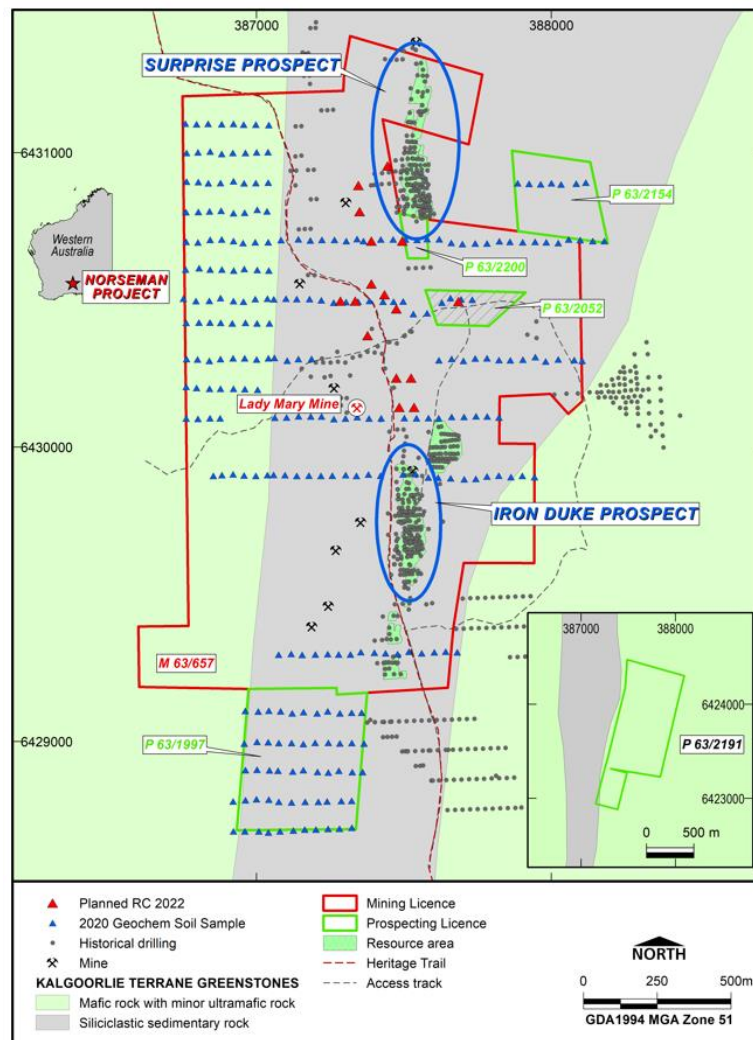 387000
388000
SURPRISE PROSPECT
6431000
P 63/2154
Western
Australia
NORSEMAN
PROJECT
P 63/2200
P 63/2052
Lady Mary Mine
6430000
IRON DUKE PROSPECT
M 63/657
387000
388000
6424000
P 63/2191
6423000
0
500 m
P 63/1997
6429000
Planned RC 2022
2020 Geochem Soil Sample
Historical drilling
Mine
KALGOORLIE TERRANE GREENSTONES
Mafic rock with minor ultramafic rock
Siliciclastic sedimentary rock
Mining Licence
Prospecting Licence
Resource area
Heritage Trail
Access track
NORTH
0
250
500m
GDA1994 MGA Zone 51